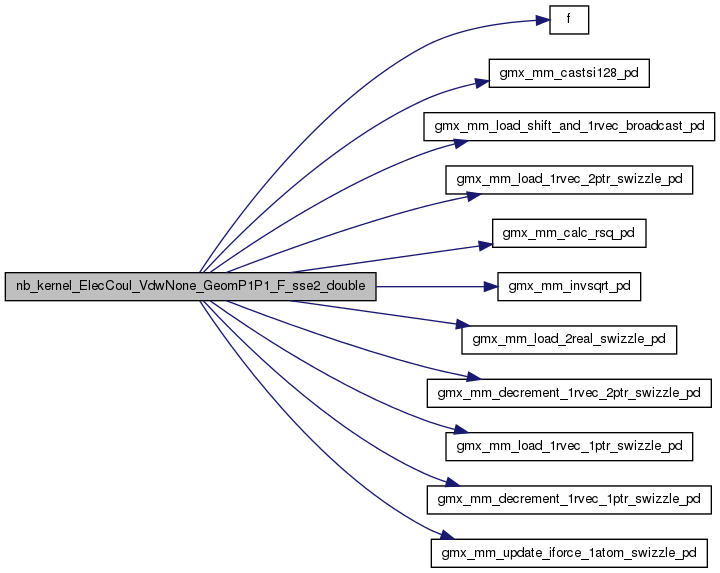 f
gmx_mm_castsi128_pd
gmx_mm_load_shift_and_1rvec_broadcast_pd
gmx_mm_load_1rvec_2ptr_swizzle_pd
gmx_mm_calc_rsq_pd
nb_kernel_ElecCoul_VdwNone_GeomP1P1_F_sse2_double
gmx_mm_invsqrt_pd
gmx_mm_load_2real_swizzle_pd
gmx_mm_decrement_1rvec_2ptr_swizzle_pd
gmx_mm_load_1rvec_1ptr_swizzle_pd
gmx_mm_decrement_1rvec_1ptr_swizzle_pd
gmx_mm_update_iforce_1atom_swizzle_pd